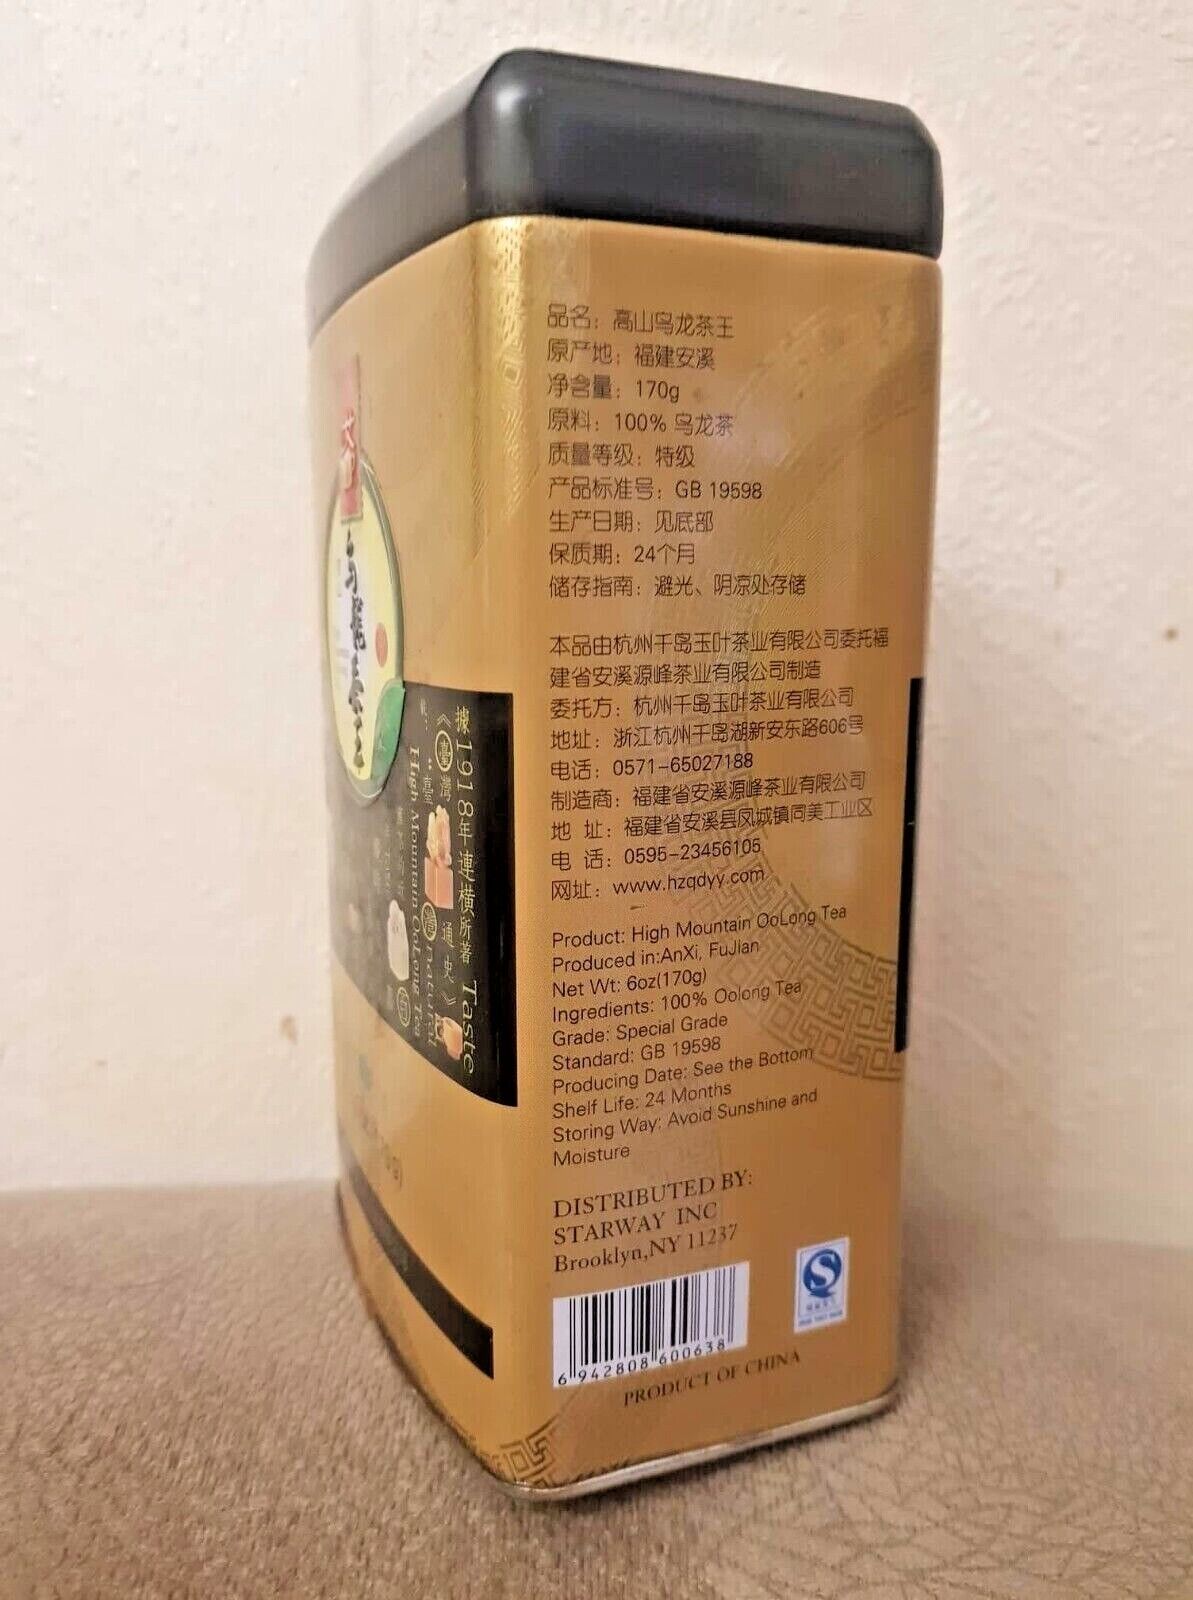 品名：高山乌龙茶王
原产地：福建安溪
净含量：170g
原料：100% 乌龙茶
质量等级：特级
产品标准号：GB 19598
生产日期：见底部
保质期：24个月
储存指南：避光、阴凉处存储
本品由杭州千岛玉叶茶业有限公司委托福
建省安溪源峰茶业有限公司制造
委托方：杭州千岛玉叶茶业有限公司
地址：浙江杭州千岛湖新安东路606号
电话：0571-65027188
制造商：福建省安溪源峰茶业有限公司
地 址：福建省安溪县凤城镇同美工业区
电 话：0595-23456105
网址：www.hzqdyy.com
Product: High Mountain OoLong Tea
Produced in:AnXi, FuJian
Net Wt: 6oz(170g)
Ingredients: 100% Oolong Tea
Grade: Special Grade
Standard: GB 19598
Producing Date: See the Bottom
Shelf Life: 24 Months
Storing Way: Avoid Sunshine and
Moisture
DISTRIBUTED BY:
STARWAY INC
Brooklyn,NY 11237
6 942808 600638
PRODUCT OF CHINA
據1918年連橫所著 Taste
《臺灣通史》
natural
High Mountain OoLong Tea